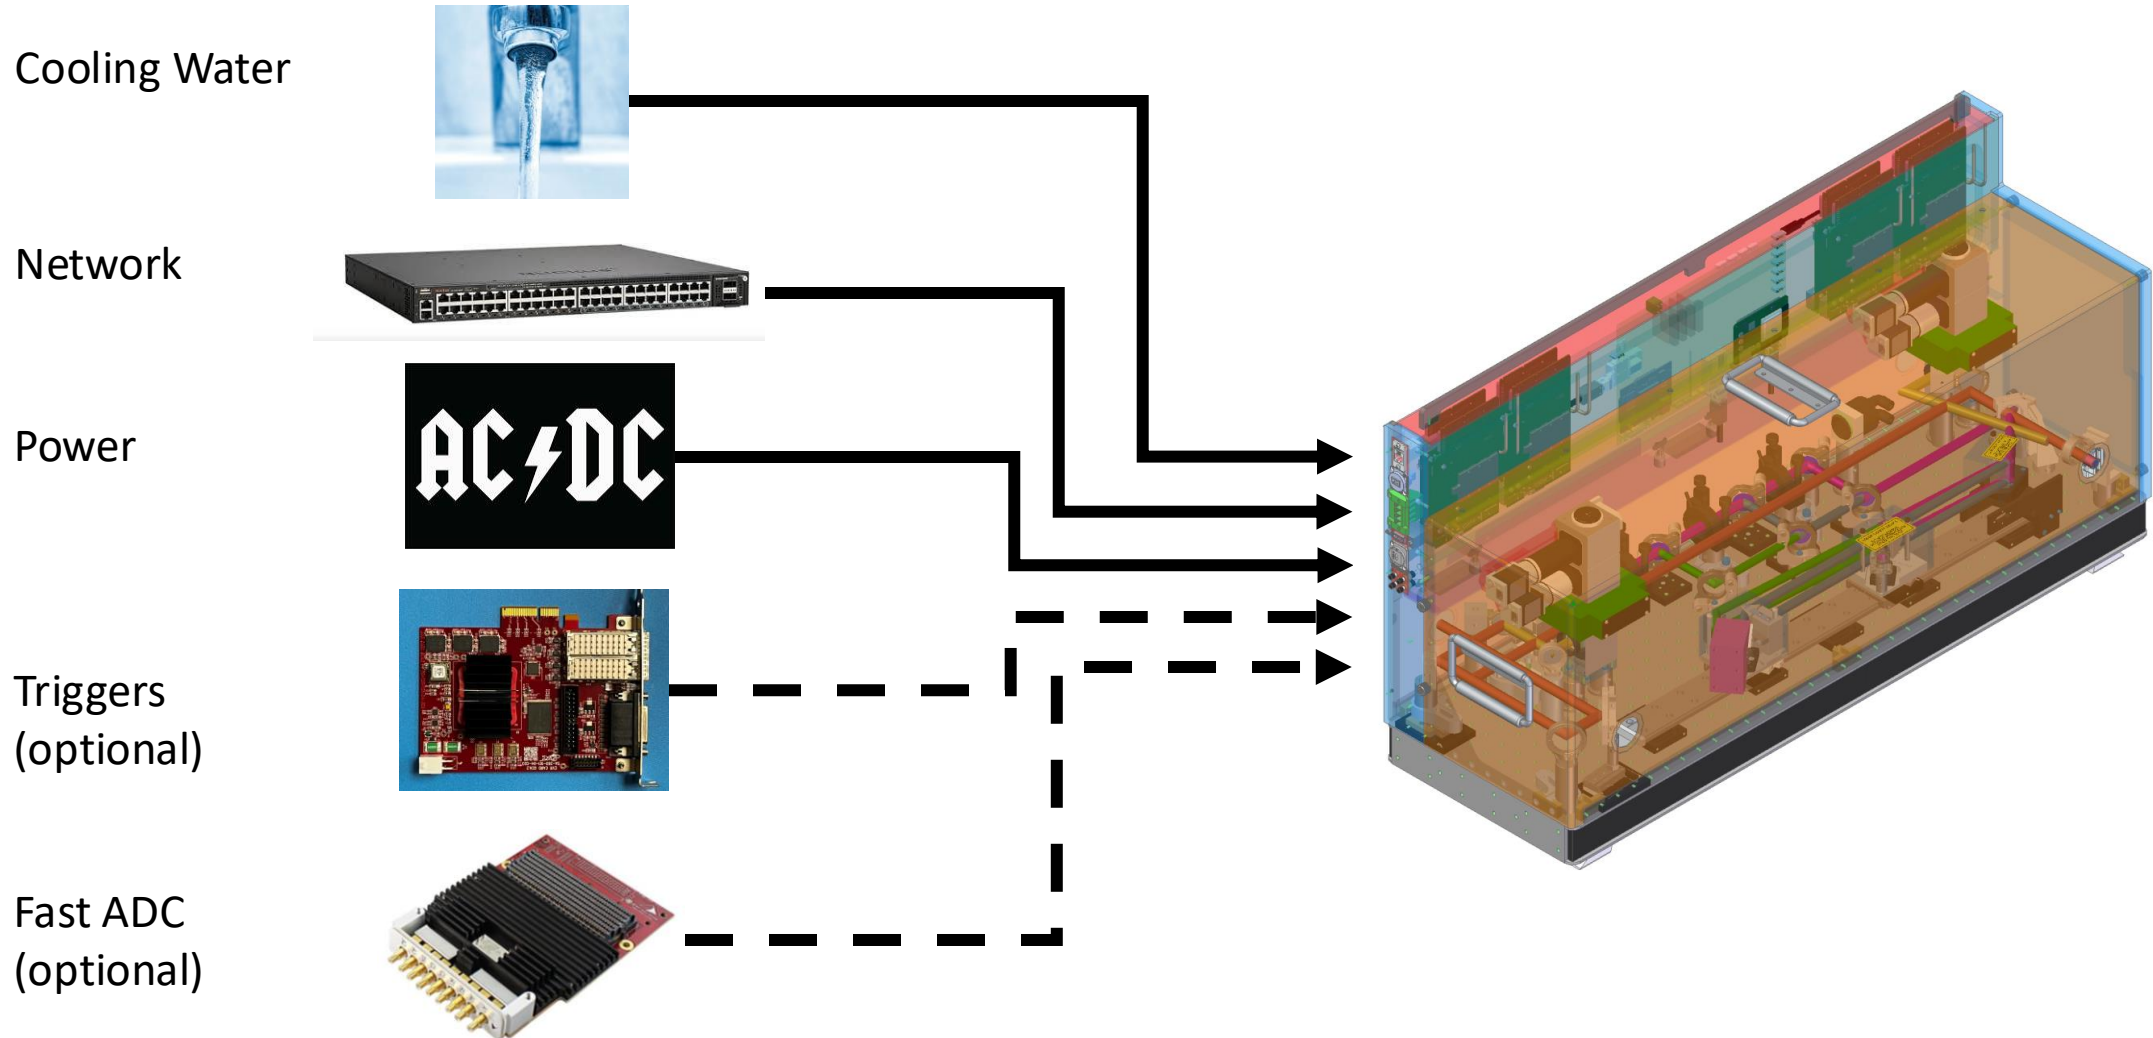 Cooling Water
Network
Power
AC⚡DC
Triggers
(optional)
Fast ADC
(optional)